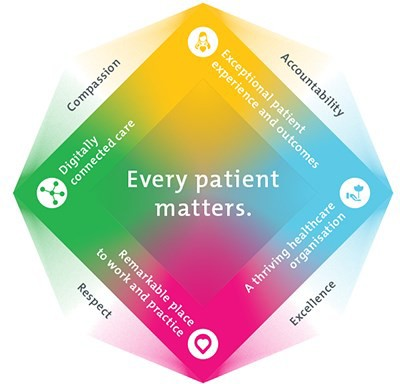 Compassion
Accountability
Exceptional patient
experience and outcomes
Digitally
connected care
Every patient
matters.
A thriving healthcare
organisation
Remarkable place
to work and practice
Respect
Excellence